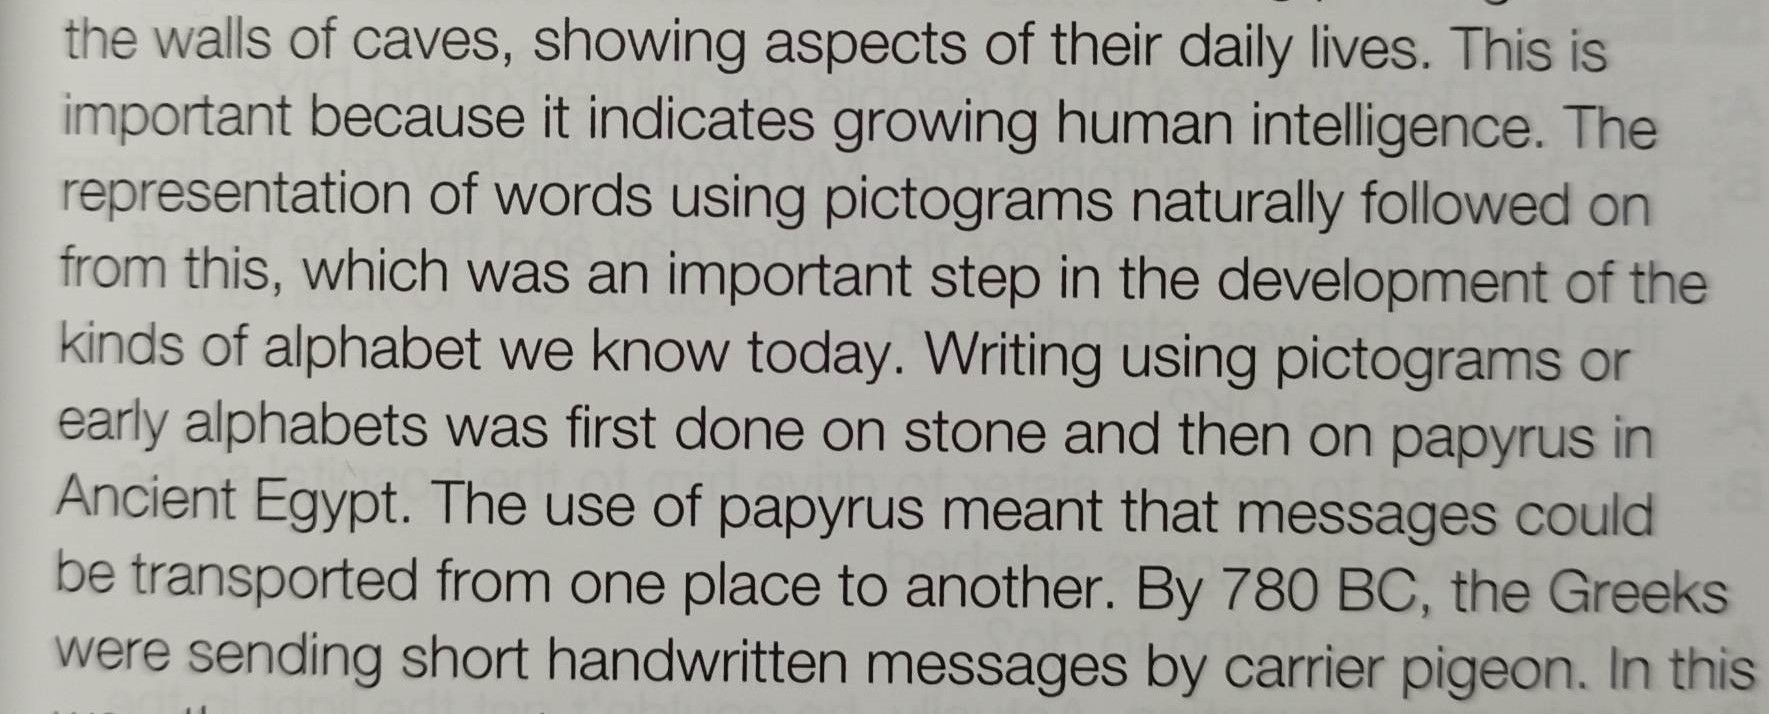 the walls of caves, showing aspects of their daily lives. This is
important because it indicates growing human intelligence. The
representation of words using pictograms naturally followed on
from this, which was an important step in the development of the
kinds of alphabet we know today. Writing using pictograms or
early alphabets was first done on stone and then on papyrus in
Ancient Egypt. The use of papyrus meant that messages could
be transported from one place to another. By 780 BC, the Greeks
were sending short handwritten messages by carrier pigeon. In this